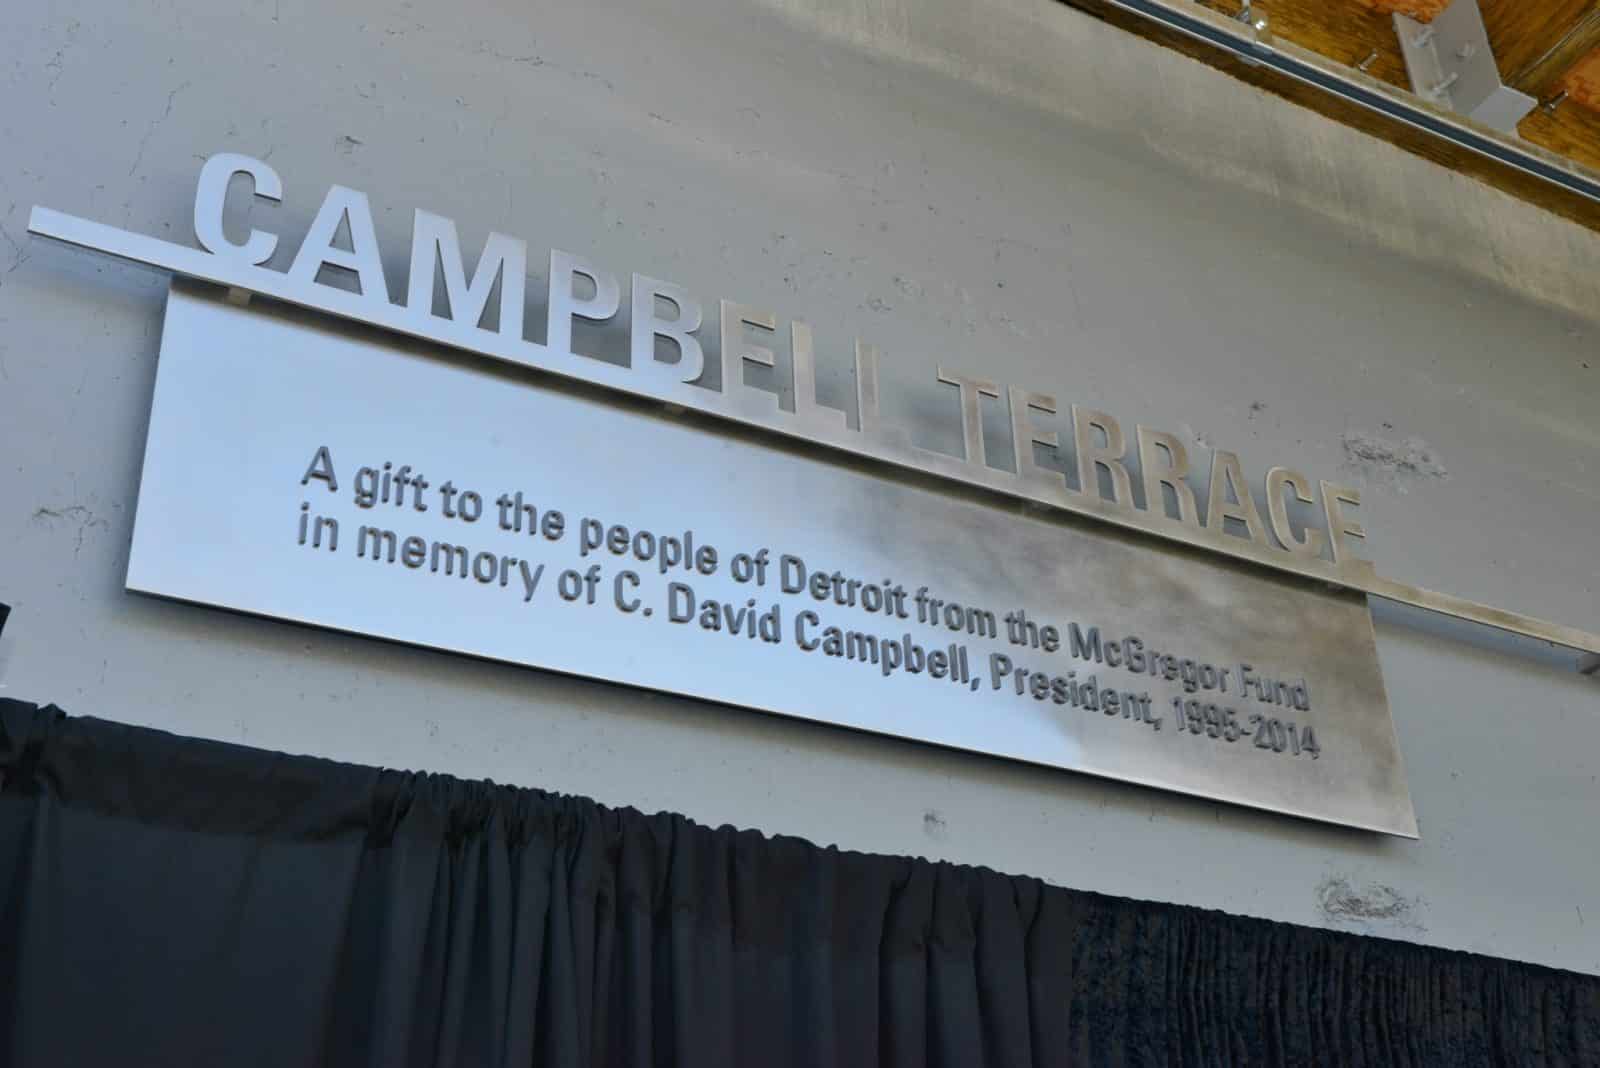 CAMPBELL TERRACE
A gift to the people of Detroit from the McGregor Fund
in memory of C. David Campbell, President, 1995-2014